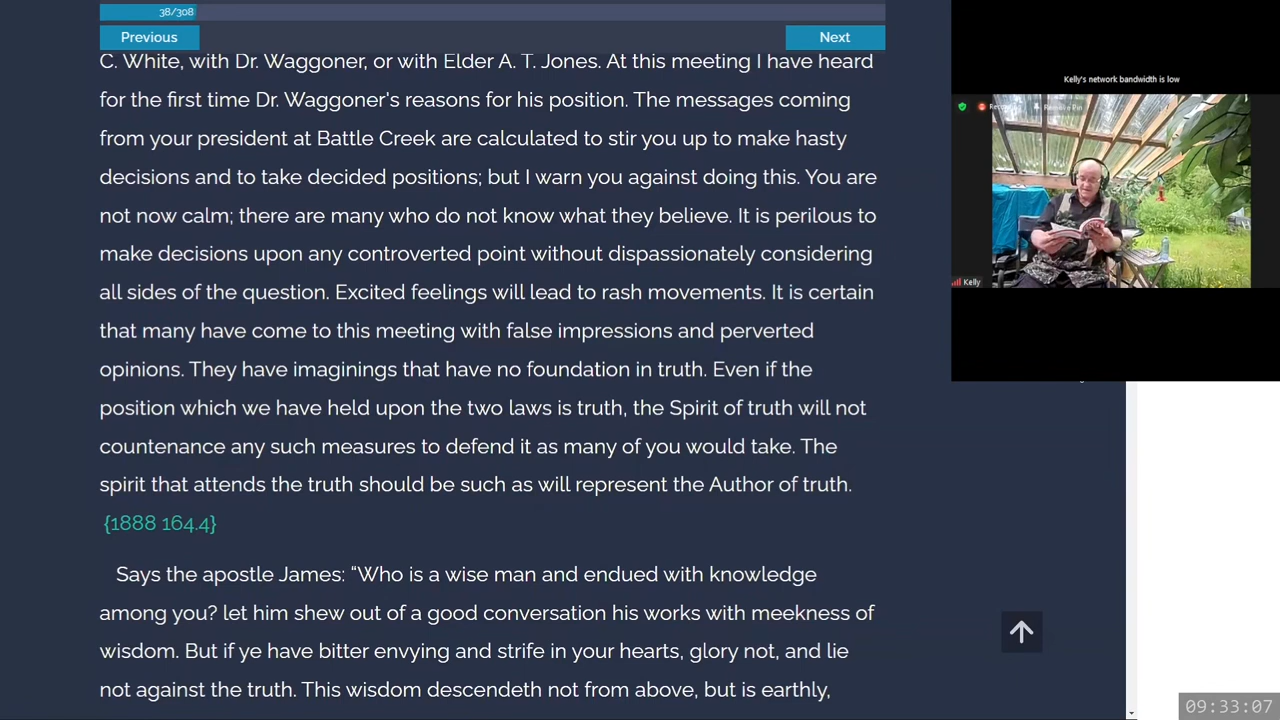 38/308
Previous
Next
C. White, with Dr. Waggoner, or with Elder A. T. Jones. At this meeting I have heard
for the first time Dr. Waggoner's reasons for his position. The messages coming
from your president at Battle Creek are calculated to stir you up to make hasty
decisions and to take decided positions; but I warn you against doing this. You are
not now calm; there are many who do not know what they believe. It is perilous to
make decisions upon any controverted point without dispassionately considering
all sides of the question. Excited feelings will lead to rash movements. It is certain
that many have come to this meeting with false impressions and perverted
opinions. They have imaginings that have no foundation in truth. Even if the
position which we have held upon the two laws is truth, the Spirit of truth will not
countenance any such measures to defend it as many of you would take. The
spirit that attends the truth should be such as will represent the Author of truth.
{1888 164.4}
Says the apostle James: “Who is a wise man and endued with knowledge
among you? let him shew out of a good conversation his works with meekness of
wisdom. But if ye have bitter envying and strife in your hearts, glory not, and lie
not against the truth. This wisdom descendeth not from above, but is earthly,
Kelly's network bandwidth is low
Remove Pin
Kelly
09:33:07